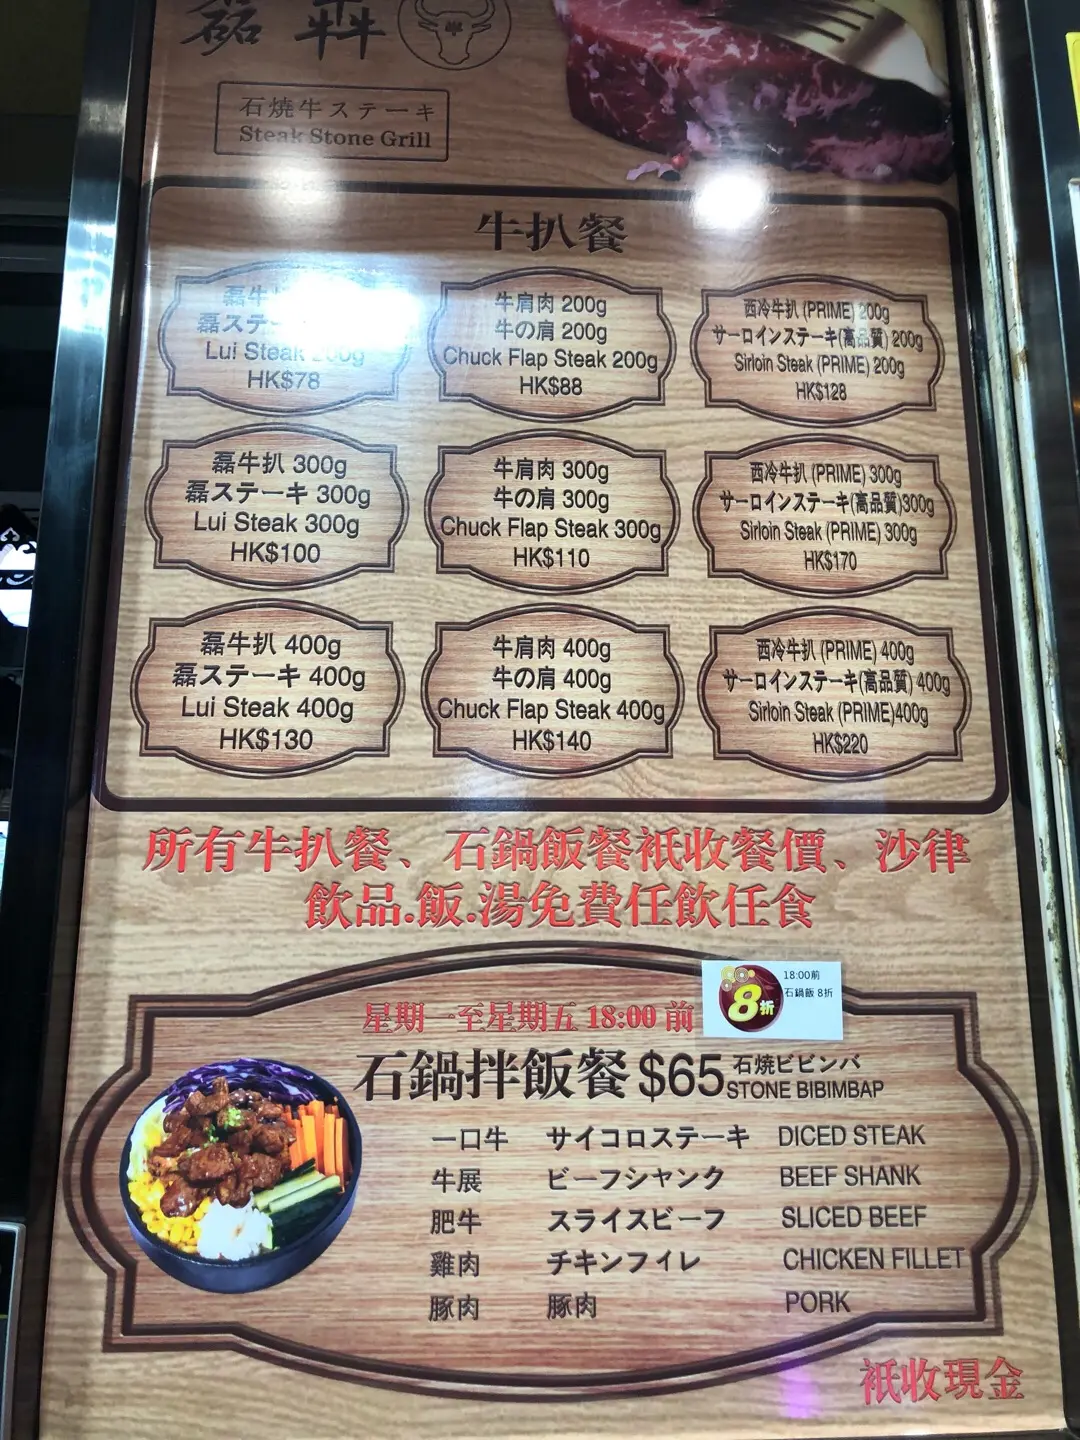 磊犇
石焼牛ステーキ
Steak Stone Grill
牛扒餐
磊牛
磊ステー
Lui Steak 200g
HK$78
牛肩肉 200g
牛の肩 200g
Chuck Flap Steak 200g
HK$88
西冷牛扒 (PRIME) 200g
サーロインステーキ(高品質) 200g
Sirloin Steak (PRIME) 200g
HK$128
磊牛扒 300g
磊ステーキ 300g
Lui Steak 300g
HK$100
牛肩肉 300g
牛の肩 300g
Chuck Flap Steak 300g
HK$110
西冷牛扒 (PRIME) 300g
サーロインステーキ(高品質)300g
Sirloin Steak (PRIME) 300g
HK$170
磊牛扒 400g
磊ステーキ 400g
Lui Steak 400g
HK$130
牛肩肉 400g
牛の肩 400g
Chuck Flap Steak 400g
HK$140
西冷牛扒 (PRIME) 400g
サーロインステーキ(高品質) 400g
Sirloin Steak (PRIME)400g
HK$220
所有牛扒餐、石鍋飯餐衹收餐價、沙律
飲品.飯.湯免費任飲任食
8折
18:00前
石鍋飯 8折
星期一至星期五 18:00 前
石鍋拌飯餐 $65 石焼ビビンバ
STONE BIBIMBAP
一口牛 サイコロステーキ DICED STEAK
牛展 ビーフシャンク BEEF SHANK
肥牛 スライスビーフ SLICED BEEF
雞肉 チキンフイレ CHICKEN FILLET
豚肉 豚肉 PORK
衹收現金